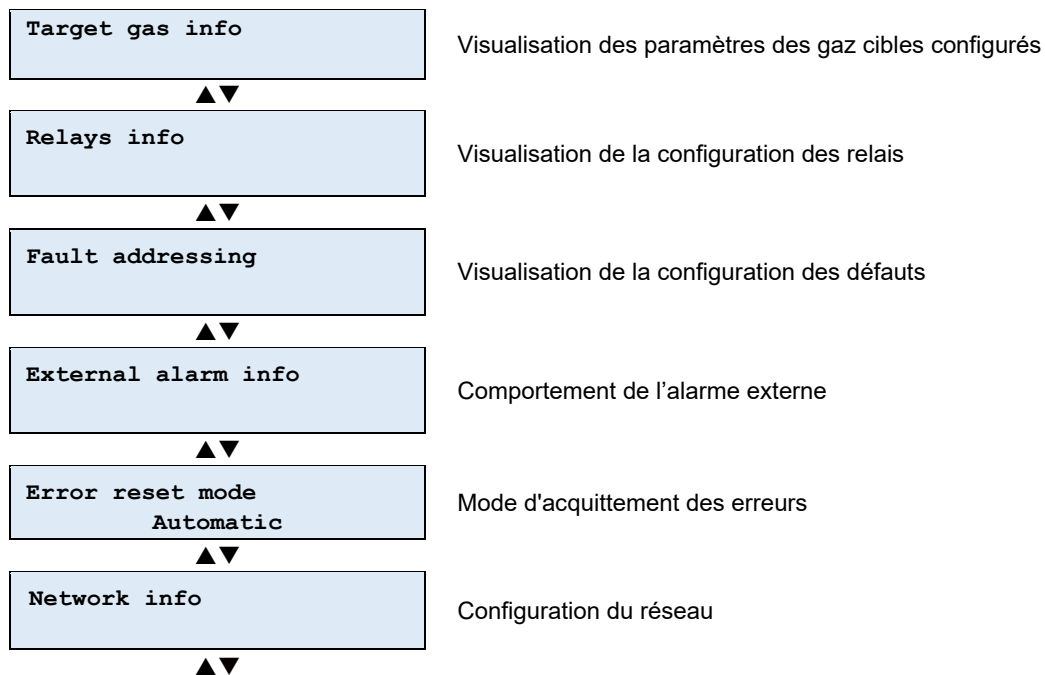 Target gas info
Visualisation des paramètres des gaz cibles configurés
▲▼
Relays info
Visualisation de la configuration des relais
▲▼
Fault addressing
Visualisation de la configuration des défauts
▲▼
External alarm info
Comportement de l’alarme externe
▲▼
Error reset mode
Automatic
Mode d'acquittement des erreurs
▲▼
Network info
Configuration du réseau
▲▼